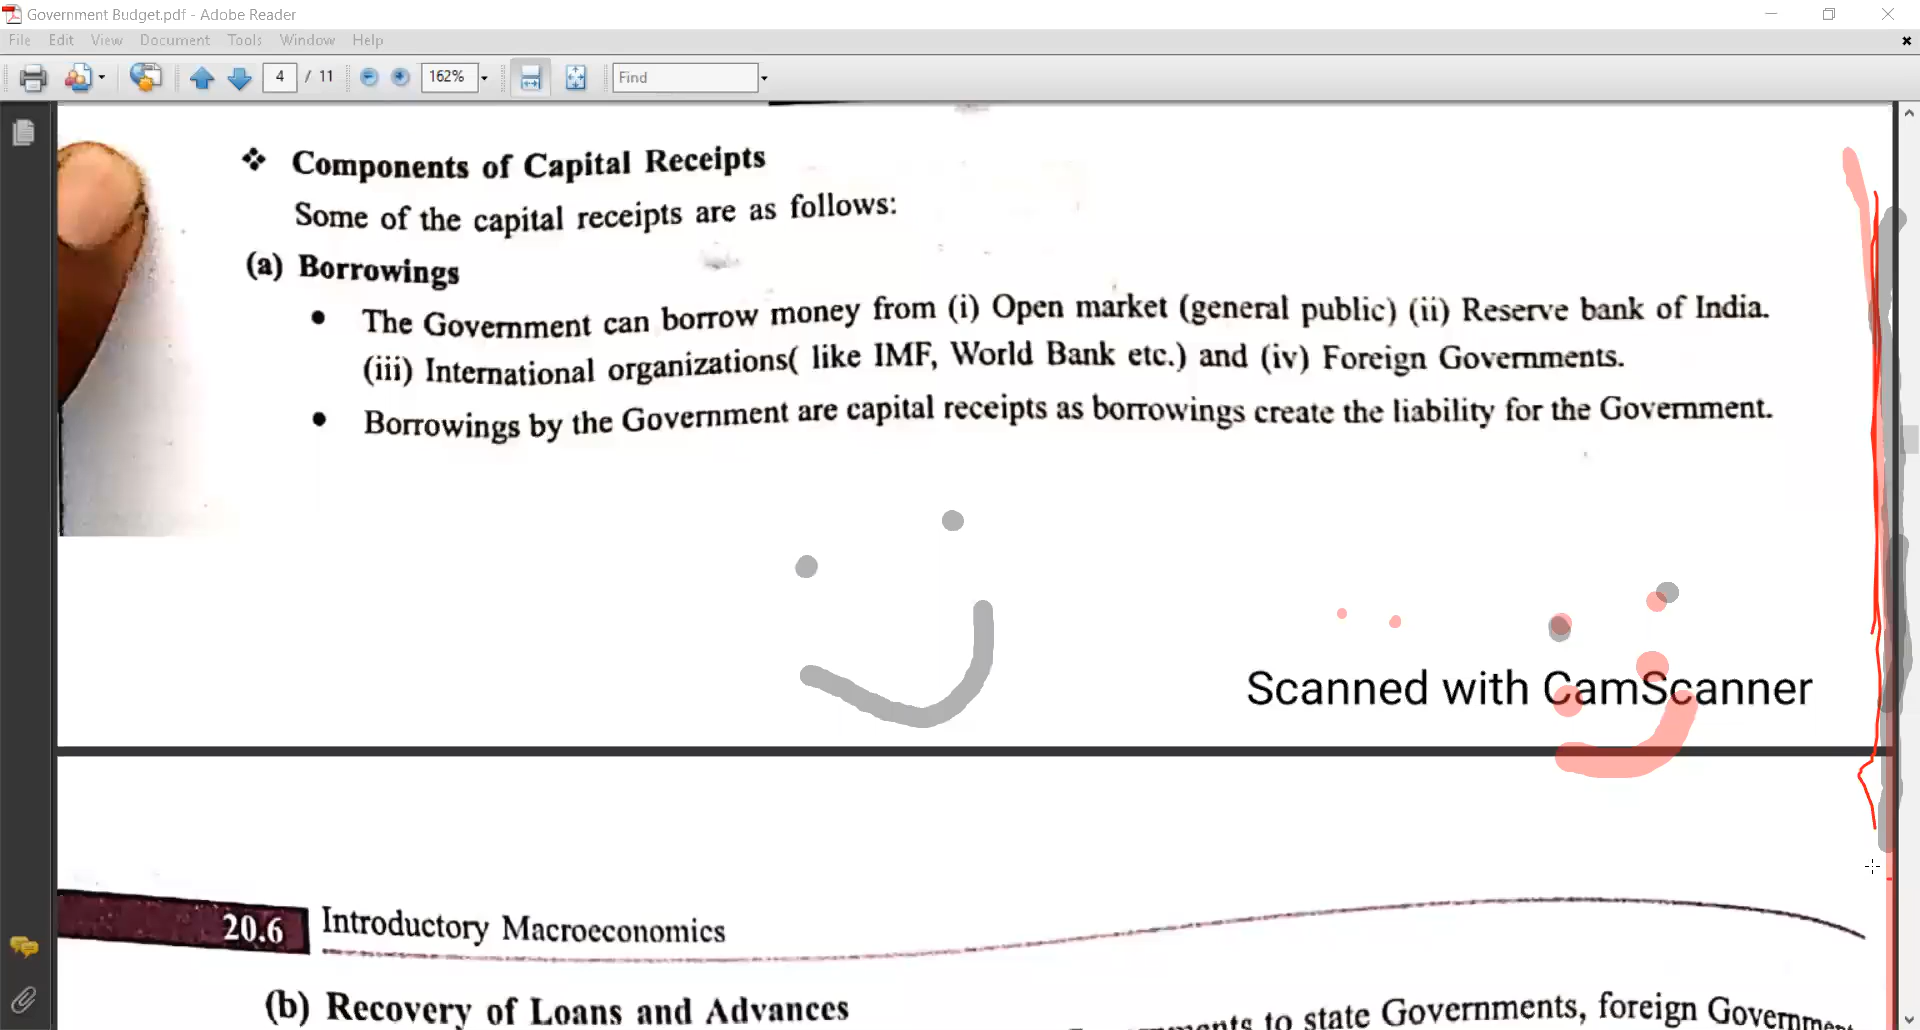 Government Budget.pdf - Adobe Reader
File Edit View Document Tools Window Help
4 / 11 162% Find
❖ Components of Capital Receipts
Some of the capital receipts are as follows:
(a) Borrowings
• The Government can borrow money from (i) Open market (general public) (ii) Reserve bank of India.
(iii) International organizations( like IMF, World Bank etc.) and (iv) Foreign Governments.
• Borrowings by the Government are capital receipts as borrowings create the liability for the Government.
Scanned with CamScanner
20.6 Introductory Macroeconomics
(b) Recovery of Loans and Advances
to state Governments, foreign Government